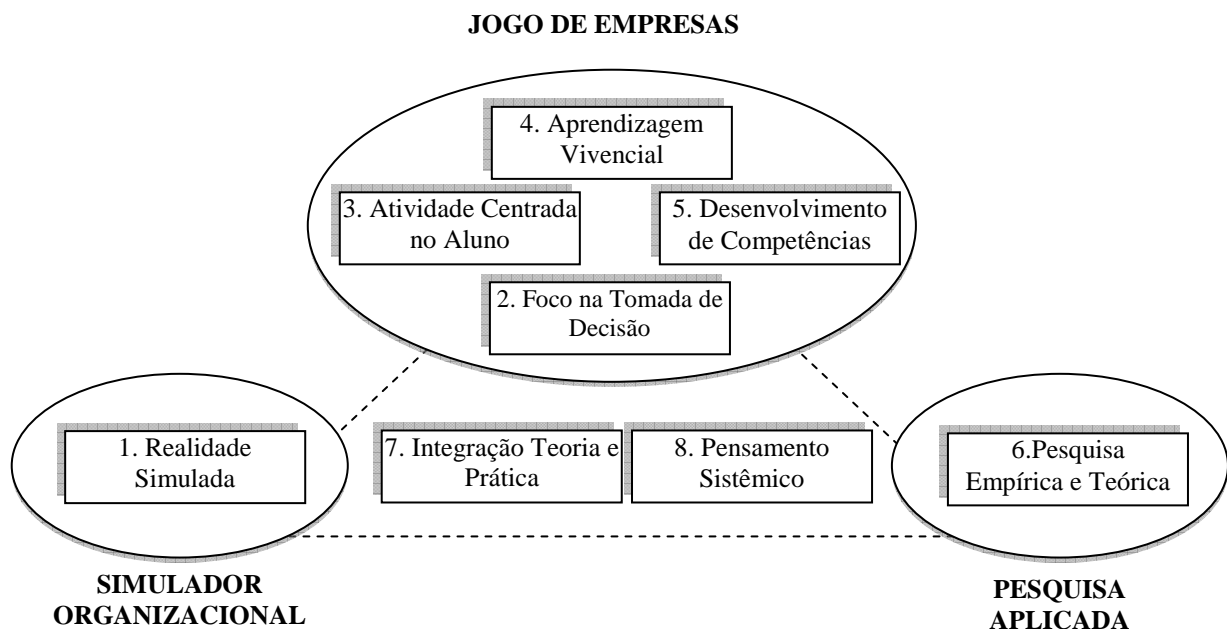 JOGO DE EMPRESAS
4. Aprendizagem
Vivencial
3. Atividade Centrada
no Aluno
5. Desenvolvimento
de Competências
2. Foco na Tomada de
Decisão
1. Realidade
Simulada
7. Integração Teoria e
Prática
8. Pensamento
Sistêmico
6.Pesquisa
Empírica e Teórica
SIMULADOR
ORGANIZACIONAL
PESQUISA
APLICADA